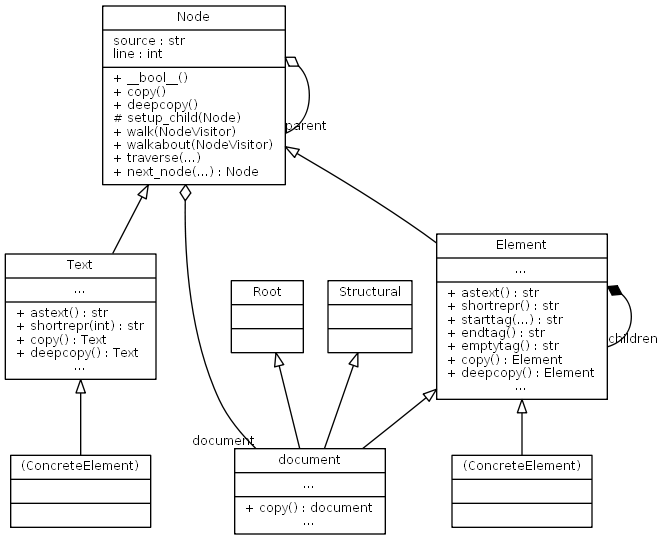 Node
source : str
line : int
+ __bool__()
+ copy()
+ deepcopy()
# setup_child(Node)
+ walk(NodeVisitor)
+ walkabout(NodeVisitor)
+ traverse(...)
+ next_node(...) : Node
parent
Text
...
+ astext() : str
+ shortrepr(int) : str
+ copy() : Text
+ deepcopy() : Text
...
Root
Structural
Element
...
+ astext() : str
+ shortrepr() : str
+ starttag(...) : str
+ endtag() : str
+ emptytag() : str
+ copy() : Element
+ deepcopy() : Element
...
children
document
(ConcreteElement)
document
...
+ copy() : document
...
(ConcreteElement)